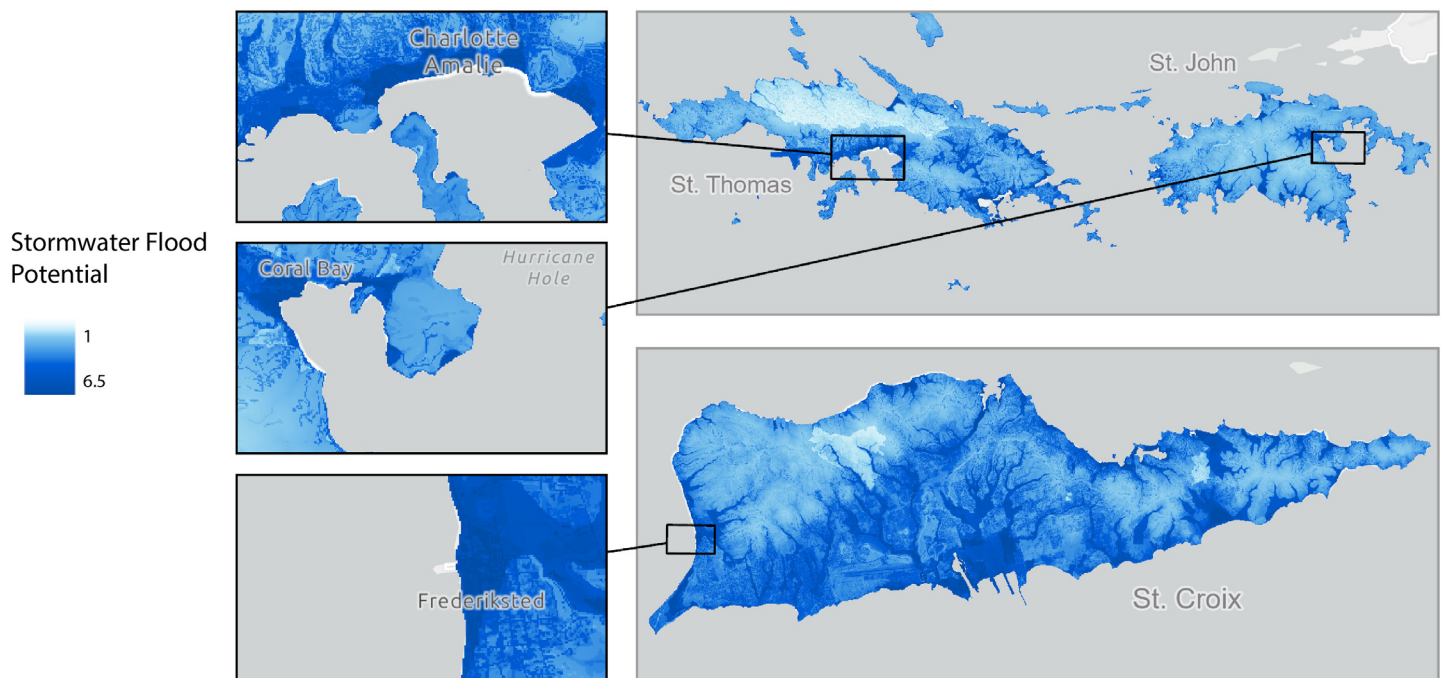 Stormwater Flood
Potential
1
6.5
Charlotte
Amalie
Coral Bay
Hurricane
Hole
Frederiksted
St. John
St. Thomas
St. Croix